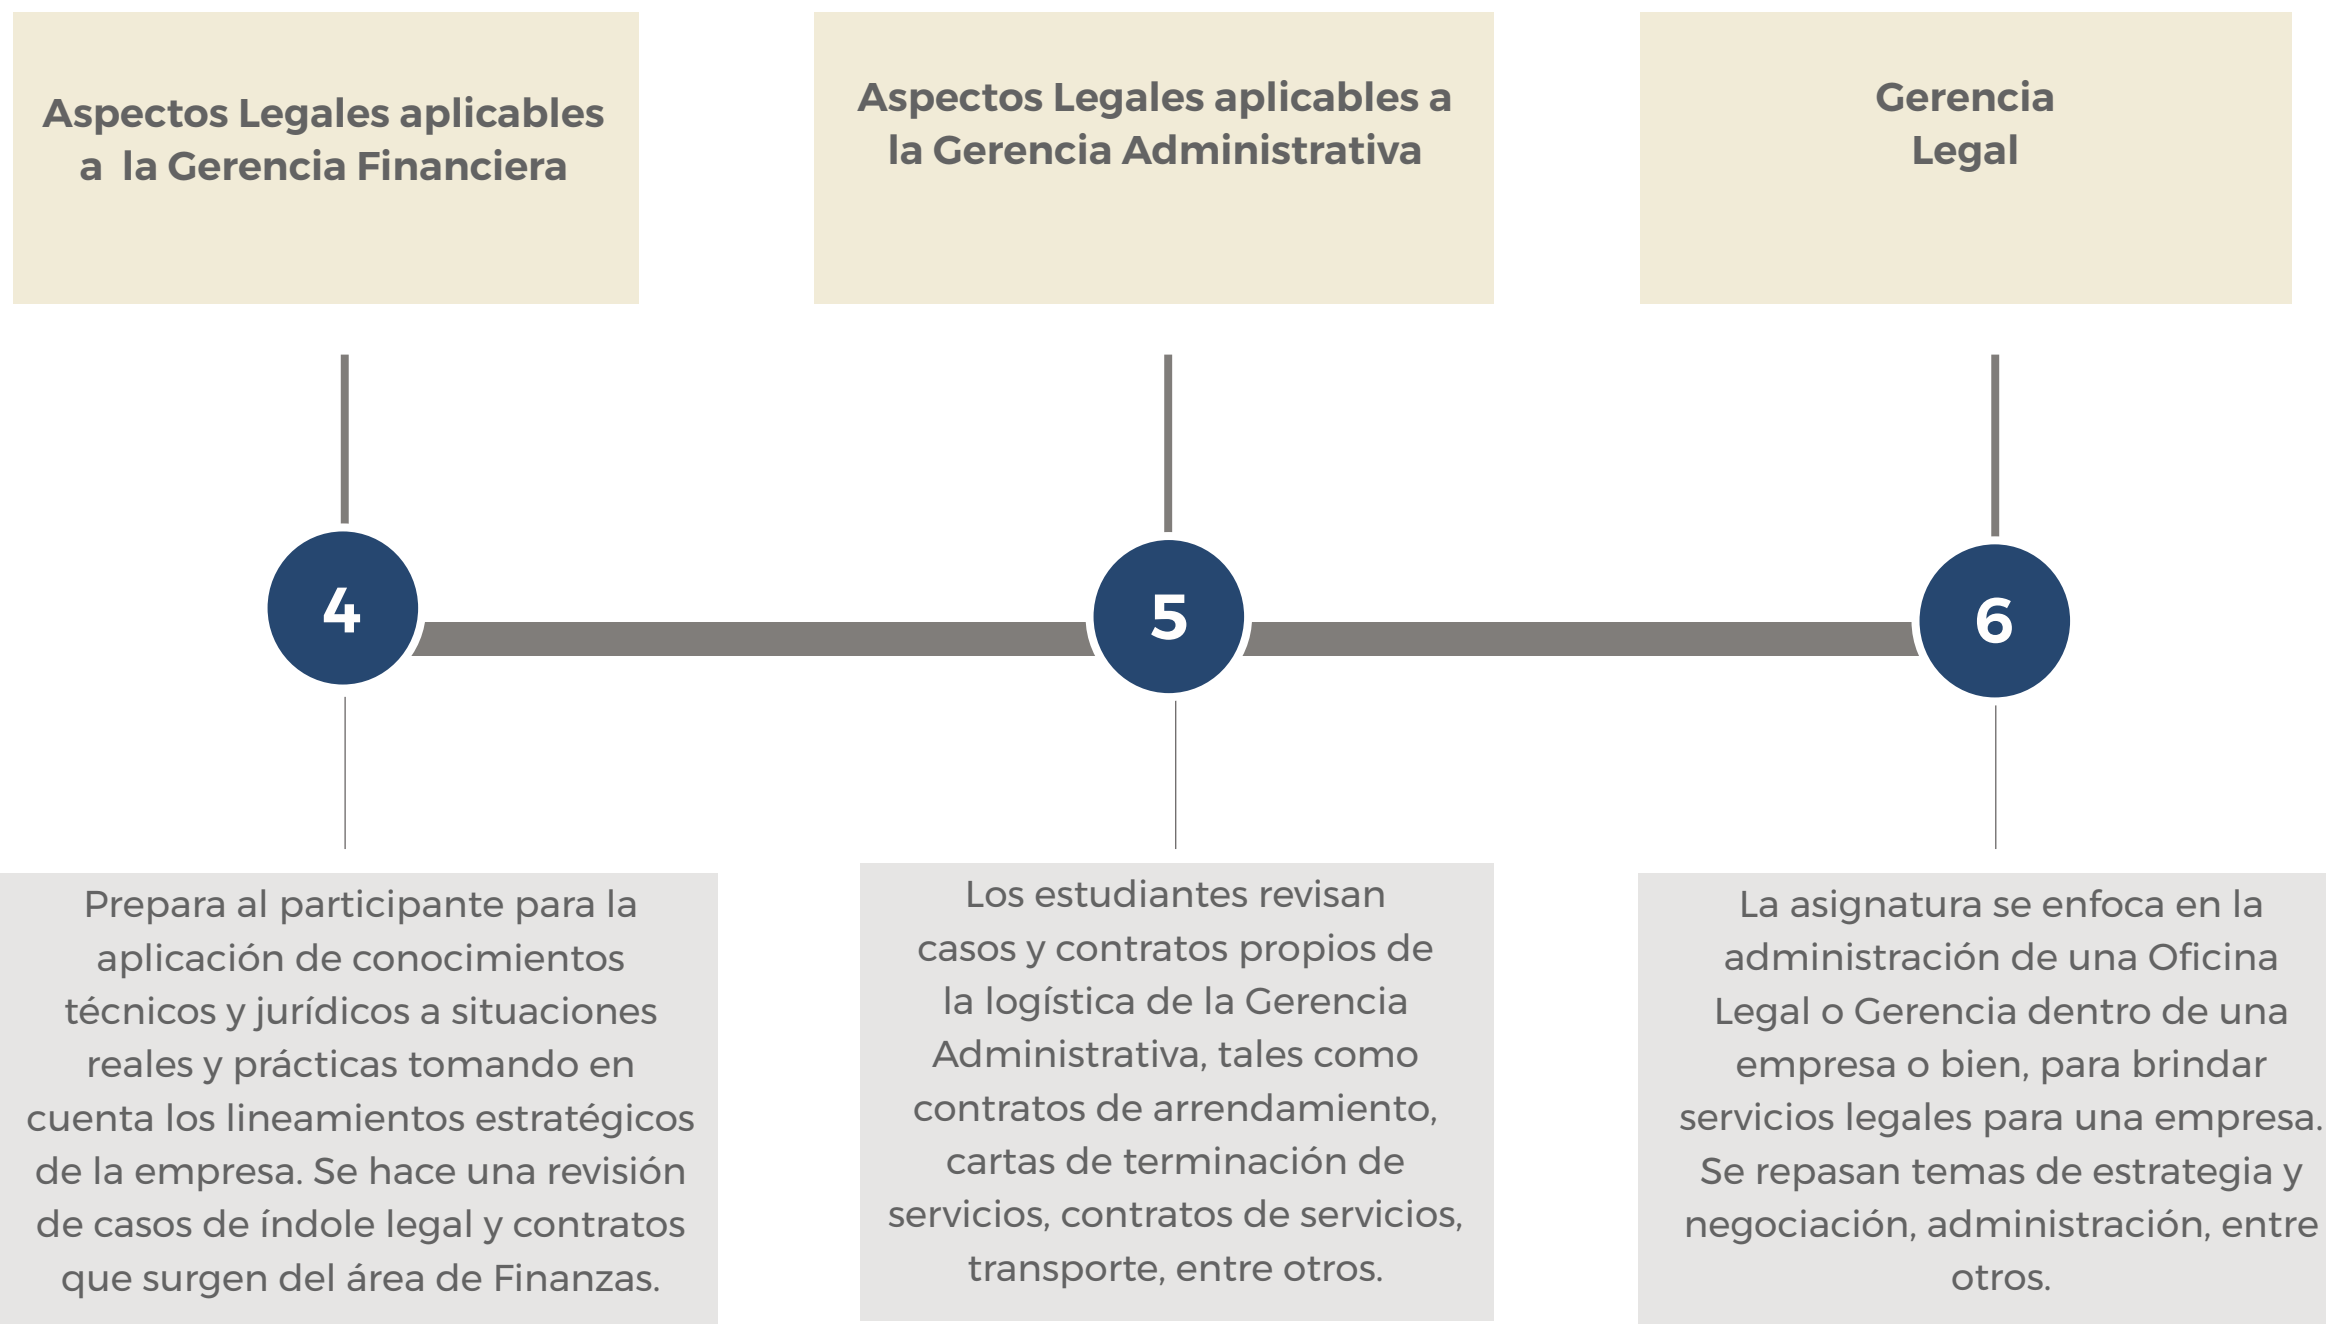 Aspectos Legales aplicables
a la Gerencia Financiera
Aspectos Legales aplicables a
la Gerencia Administrativa
Gerencia
Legal
4
5
6
Prepara al participante para la
aplicación de conocimientos
técnicos y jurídicos a situaciones
reales y prácticas tomando en
cuenta los lineamientos estratégicos
de la empresa. Se hace una revisión
de casos de índole legal y contratos
que surgen del área de Finanzas.
Los estudiantes revisan
casos y contratos propios de
la logística de la Gerencia
Administrativa, tales como
contratos de arrendamiento,
cartas de terminación de
servicios, contratos de servicios,
transporte, entre otros.
La asignatura se enfoca en la
administración de una Oficina
Legal o Gerencia dentro de una
empresa o bien, para brindar
servicios legales para una empresa.
Se repasan temas de estrategia y
negociación, administración, entre
otros.